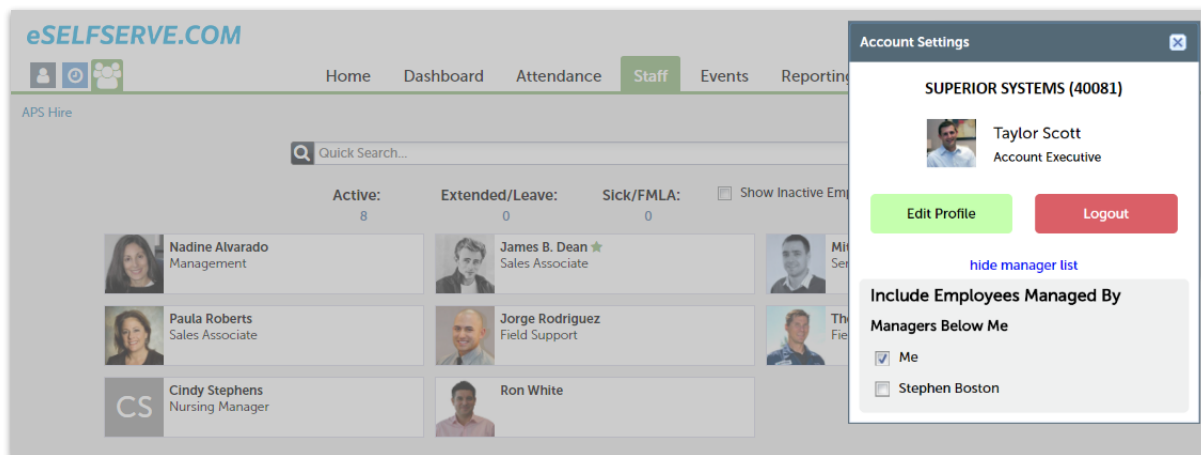 eSELFSERVE.COM
Home Dashboard Attendance Staff Events Reporting
APS Hire
Quick Search...
Active: Extended/Leave: Sick/FMLA: Show Inactive
8 0 0
Nadine Alvarado
Management
James B. Dean
Sales Associate
Paula Roberts
Sales Associate
Jorge Rodriguez
Field Support
CS
Cindy Stephens
Nursing Manager
Ron White
Account Settings
SUPERIOR SYSTEMS (40081)
Taylor Scott
Account Executive
Edit Profile Logout
hide manager list
Include Employees Managed By
Managers Below Me
Me
Stephen Boston